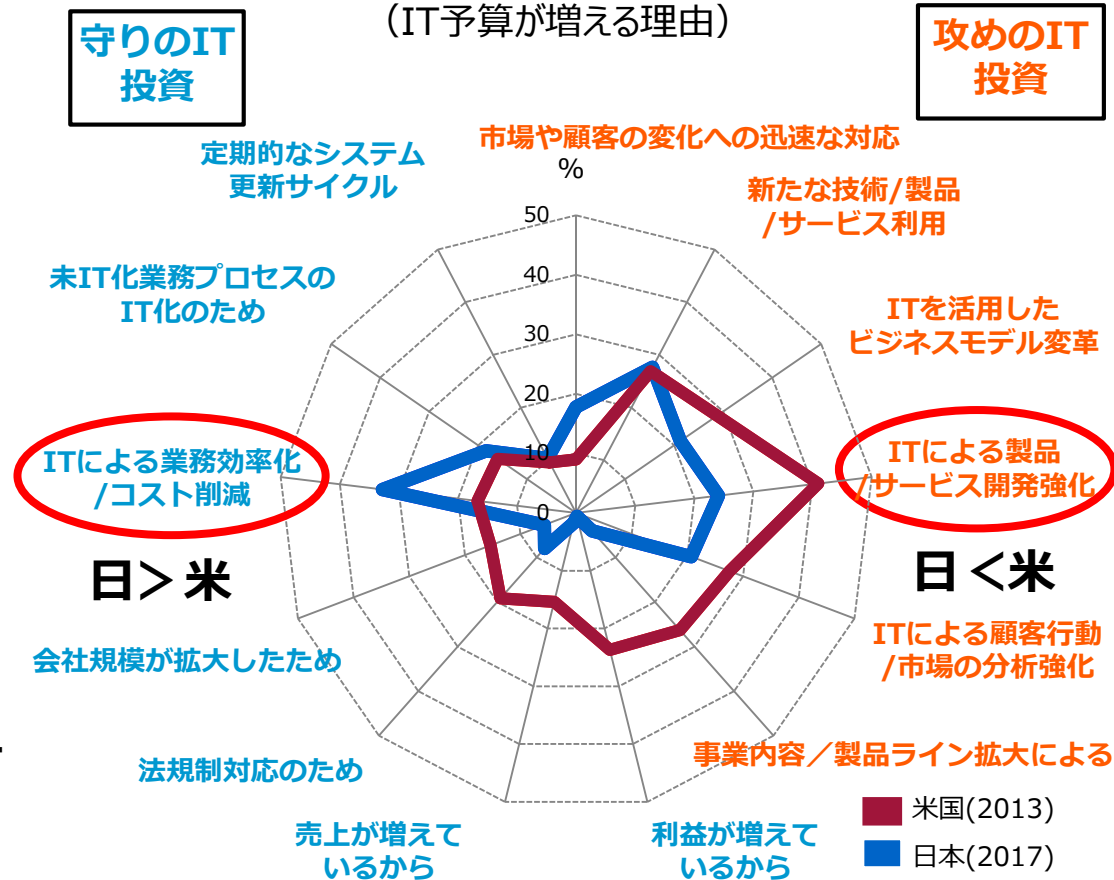 (IT予算が増える理由)
守りのIT
投資
攻めのIT
投資
市場や顧客の変化への迅速な対応
%
定期的なシステム
更新サイクル
新たな技術/製品
/サービス利用
未IT化業務プロセスの
IT化のため
ITを活用した
ビジネスモデル変革
50
40
30
20
10
0
ITによる業務効率化
/コスト削減
ITによる製品
/サービス開発強化
日>米
日<米
会社規模が拡大したため
ITによる顧客行動
/市場の分析強化
法規制対応のため
事業内容/製品ライン拡大による
売上が増えて
いるから
利益が増えて
いるから
米国(2013)
日本(2017)